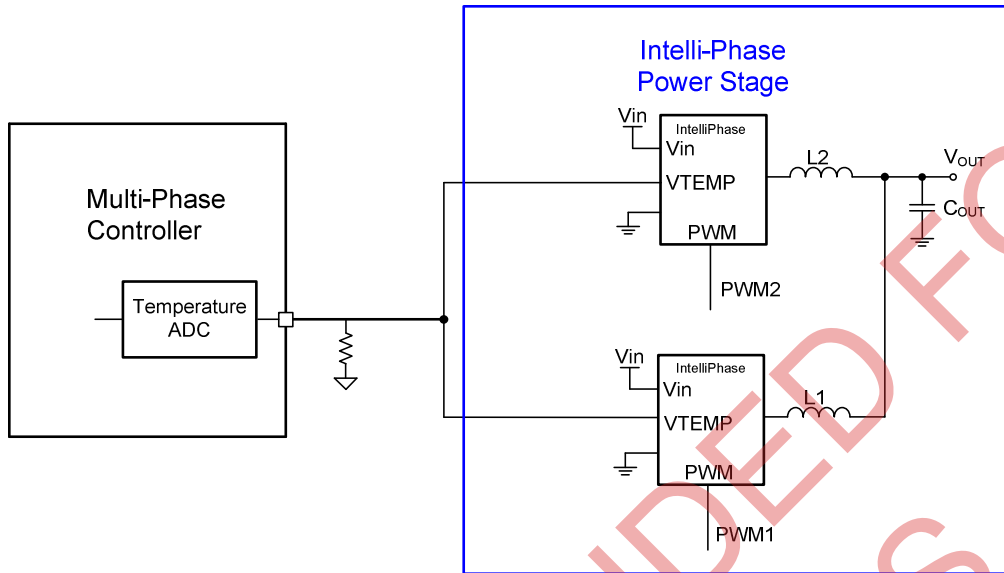 Intelli-Phase
Power Stage
Multi-Phase
Controller
Temperature
ADC
Vin
IntelliPhase
Vin
VTEMP
PWM
PWM2
L2
VOUT
COUT
Vin
IntelliPhase
Vin
VTEMP
PWM
PWM1
L1